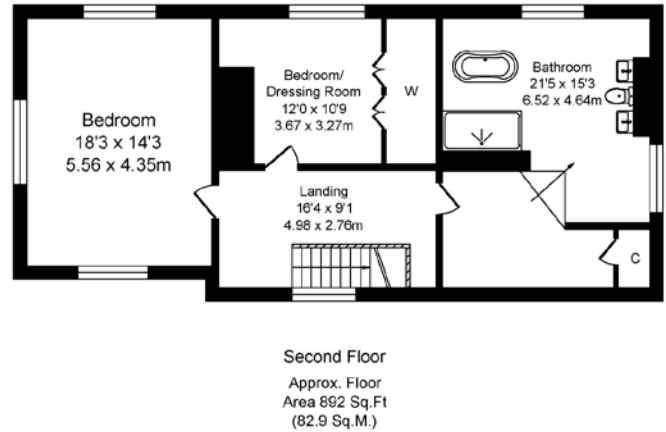 Bedroom
18'3 x 14'3
5.56 x 4.35m
Bedroom/
Dressing Room
12'0 x 10'9
3.67 x 3.27m
W
Bathroom
21'5 x 15'3
6.52 x 4.64m
Landing
16'4 x 9'1
4.98 x 2.76m
C
Second Floor
Approx. Floor
Area 892 Sq.Ft
(82.9 Sq.M.)